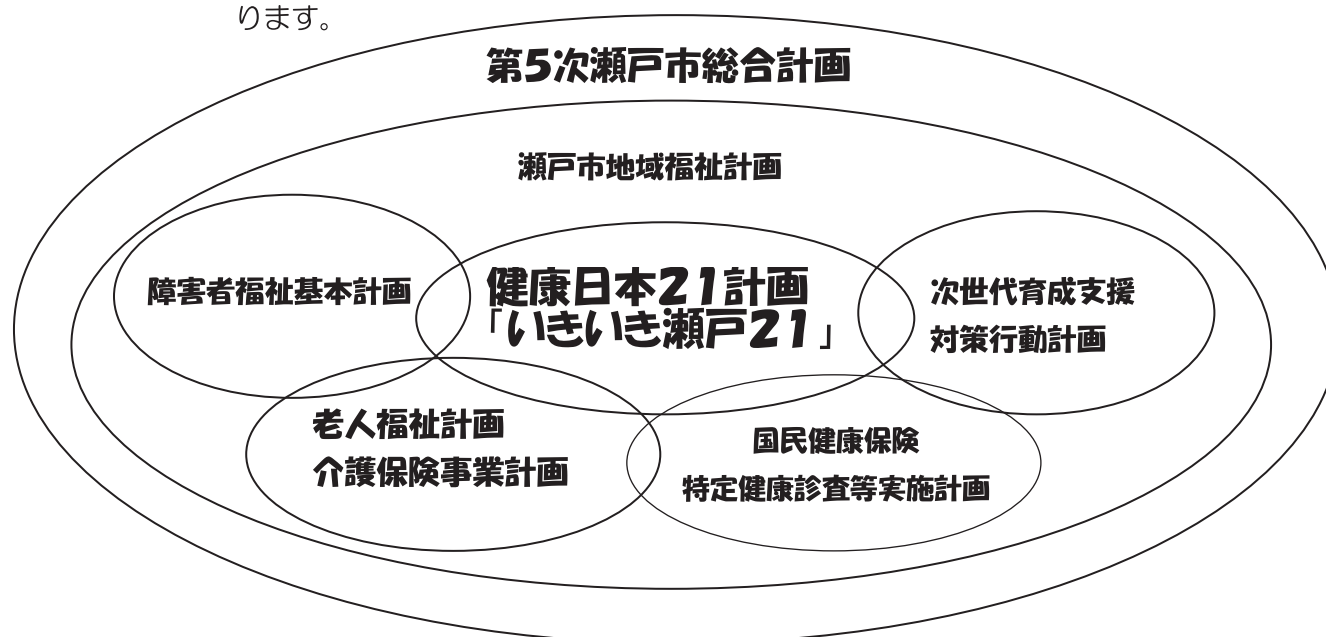 ります。
第5次瀬戸市総合計画
瀬戸市地域福祉計画
障害者福祉基本計画
健康日本21計画
「いきいき瀬戸21」
次世代育成支援
対策行動計画
老人福祉計画
介護保険事業計画
国民健康保険
特定健康診査等実施計画